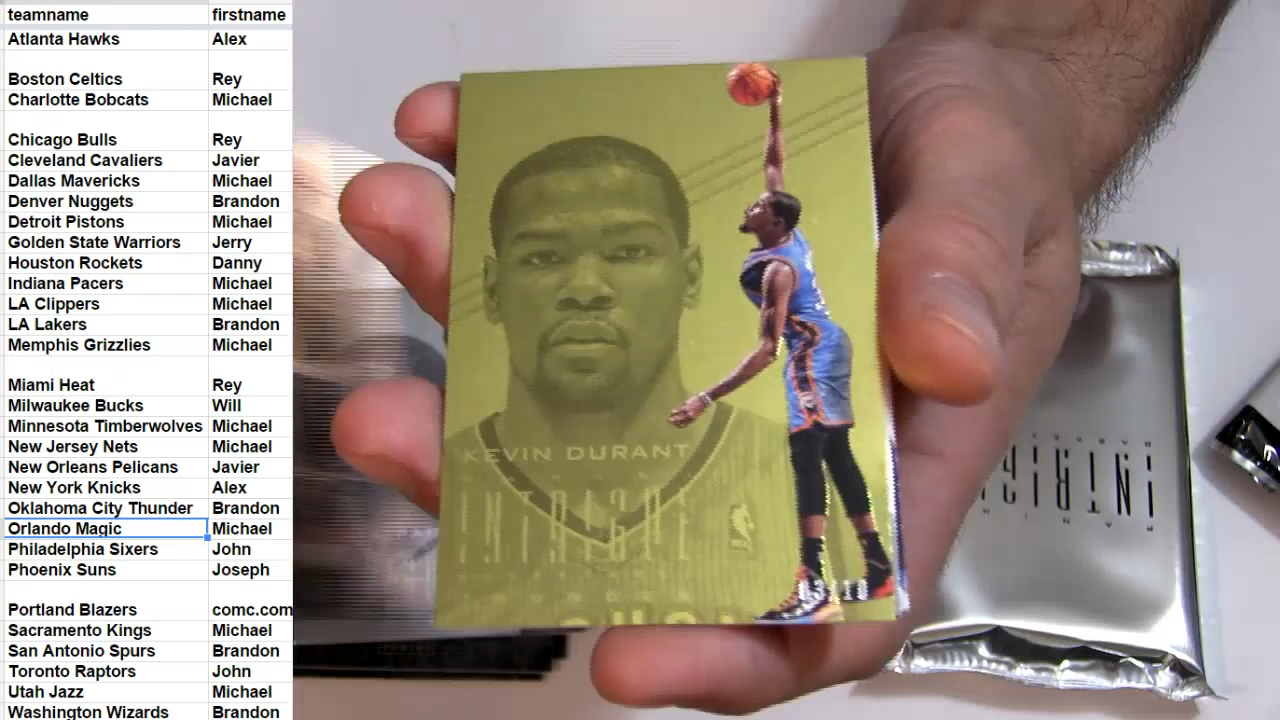 teamname firstname
Atlanta Hawks Alex
Boston Celtics Rey
Charlotte Bobcats Michael
Chicago Bulls Rey
Cleveland Cavaliers Javier
Dallas Mavericks Michael
Denver Nuggets Brandon
Detroit Pistons Michael
Golden State Warriors Jerry
Houston Rockets Danny
Indiana Pacers Michael
LA Clippers Michael
LA Lakers Brandon
Memphis Grizzlies Michael
Miami Heat Rey
Milwaukee Bucks Will
Minnesota Timberwolves Michael
New Jersey Nets Michael
New Orleans Pelicans Javier
New York Knicks Alex
Oklahoma City Thunder Brandon
Orlando Magic Michael
Philadelphia Sixers John
Phoenix Suns Joseph
Portland Blazers comc.com
Sacramento Kings Michael
San Antonio Spurs Brandon
Toronto Raptors John
Utah Jazz Michael
Washington Wizards Brandon
KEVIN DURANT
INTRIGUE
INTRIGUE